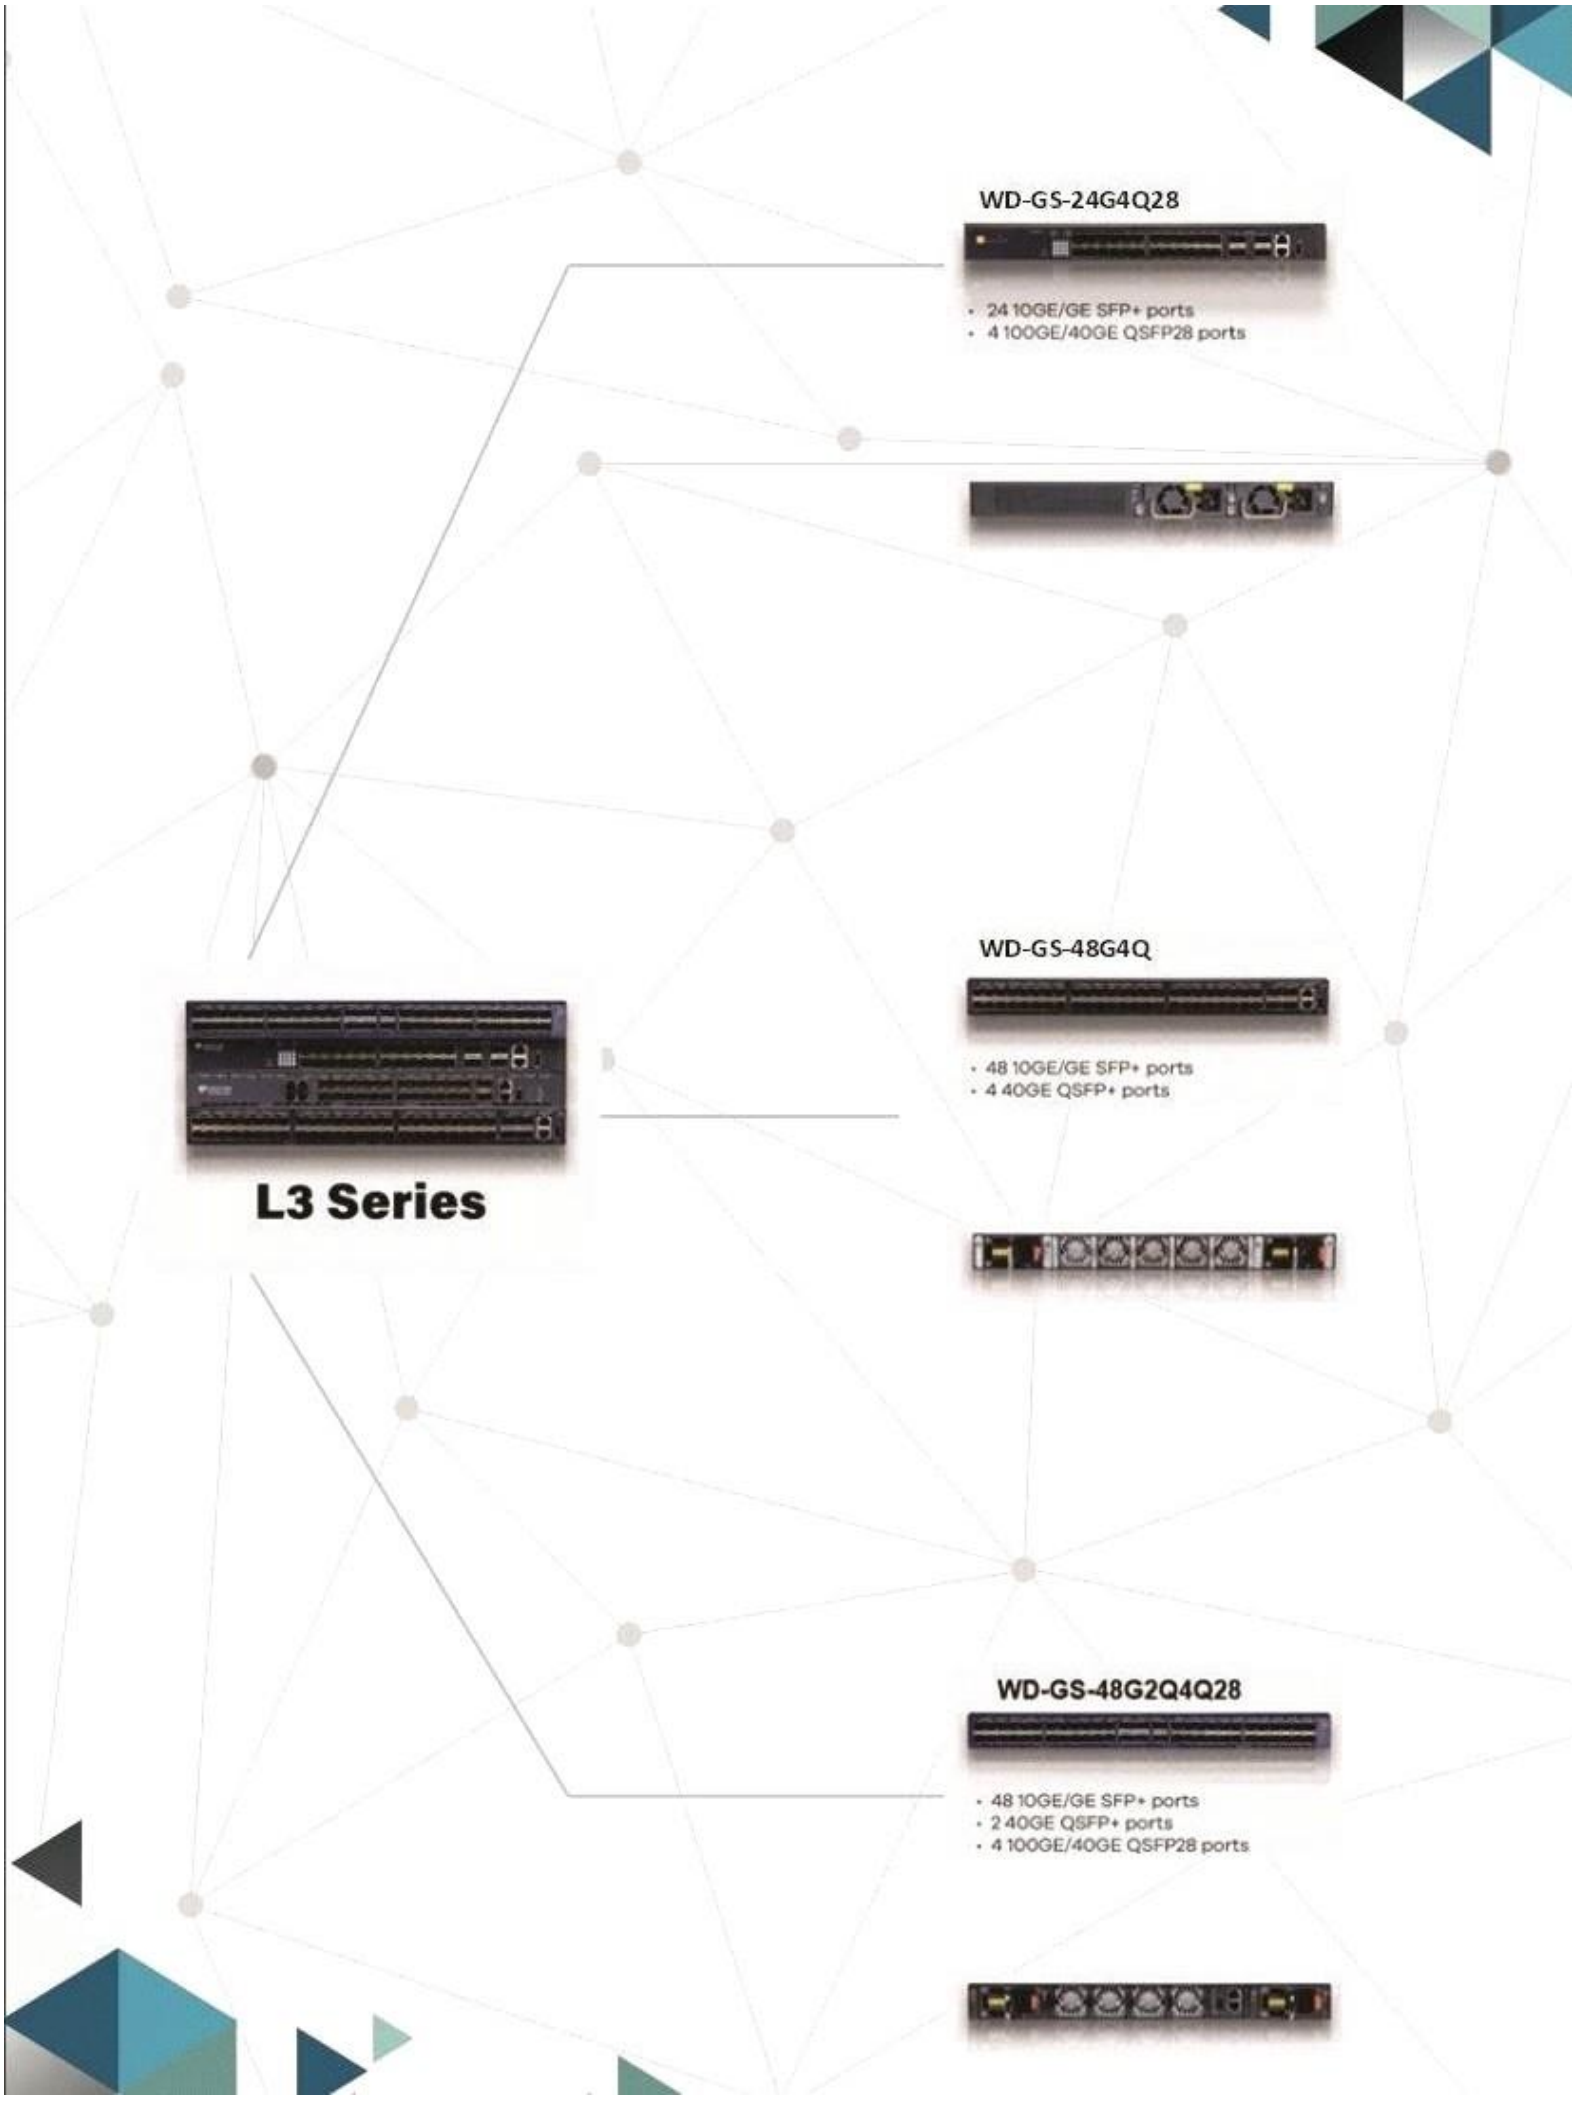 WD-GS-24G4Q28
• 24 10GE/GE SFP+ ports
• 4 100GE/40GE QSFP28 ports
WD-GS-48G4Q
• 48 10GE/GE SFP+ ports
• 4 40GE QSFP+ ports
L3 Series
WD-GS-48G2Q4Q28
• 48 10GE/GE SFP+ ports
• 2 40GE QSFP+ ports
• 4 100GE/40GE QSFP28 ports